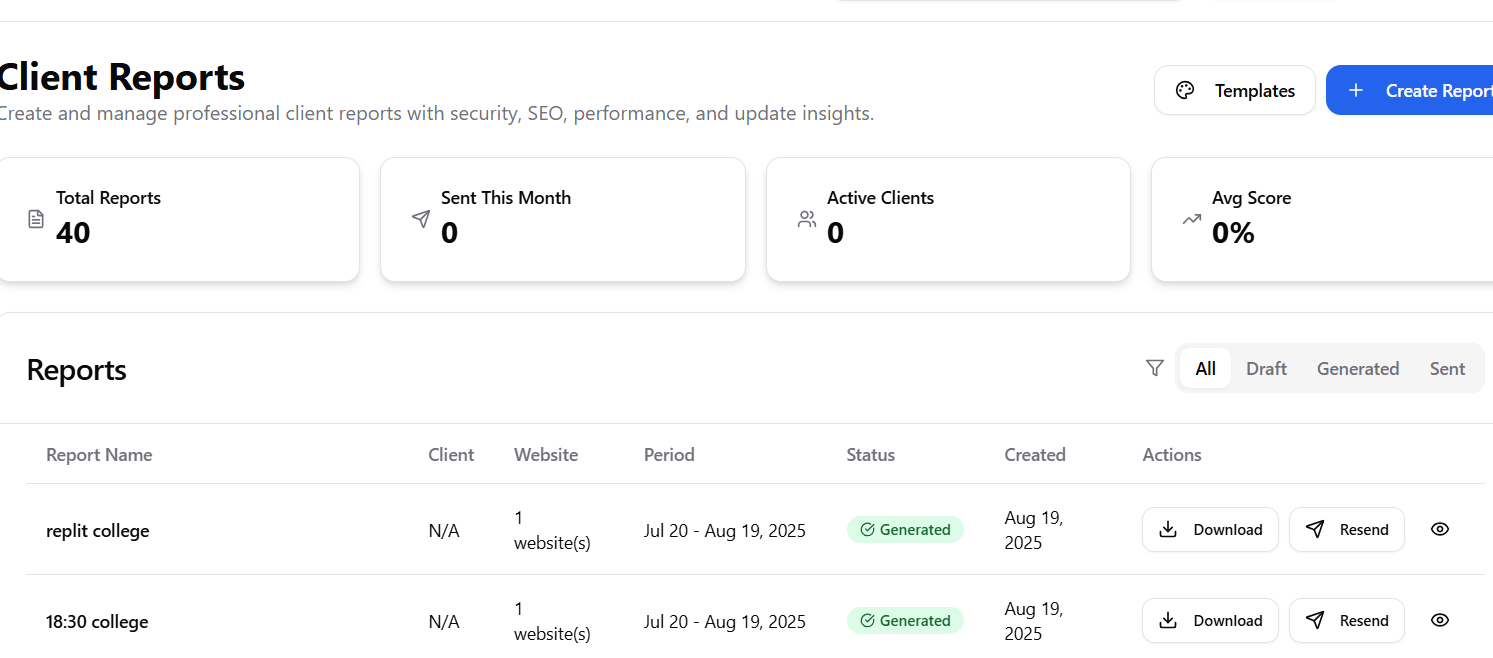 Client Reports
Create and manage professional client reports with security, SEO, performance, and update insights.
Templates
Create Report
Total Reports
40
Sent This Month
0
Active Clients
0
Avg Score
0%
Reports
All Draft Generated Sent
Report Name Client Website Period Status Created Actions
replit college N/A 1 website(s) Jul 20 - Aug 19, 2025 Generated Aug 19, 2025 Download Resend
18:30 college N/A 1 website(s) Jul 20 - Aug 19, 2025 Generated Aug 19, 2025 Download Resend